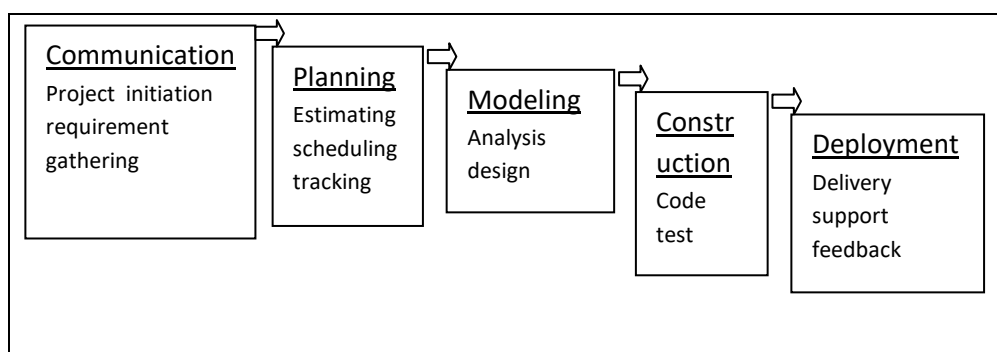 Communication
Project initiation
requirement
gathering
Planning
Estimating
scheduling
tracking
Modeling
Analysis
design
Constr
uction
Code
test
Deployment
Delivery
support
feedback